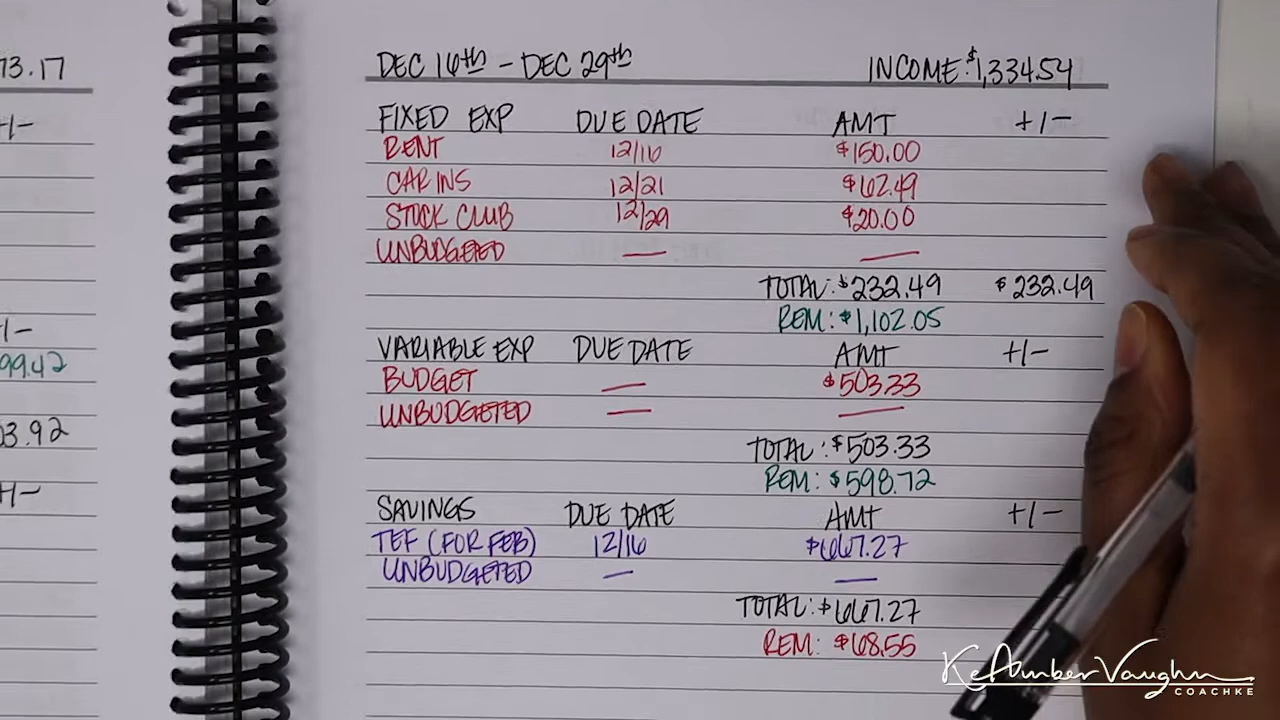 73.17
+/-
+/-
99.42
03.92
+/-
DEC 16th - DEC 29th INCOME: $1,334.54
FIXED EXP DUE DATE AMT +/-
RENT 12/16 $150.00
CAR INS 12/21 $62.49
STOCK CLUB 12/29 $20.00
UNBUDGETED — —
TOTAL: $232.49 $232.49
REM: $1,102.05
VARIABLE EXP DUE DATE AMT +/-
BUDGET — $503.33
UNBUDGETED — —
TOTAL: $503.33
REM: $598.72
SAVINGS DUE DATE AMT +/-
TEF (FOR FEB) 12/16 $667.27
UNBUDGETED — —
TOTAL: $667.27
REM: $68.55
KeAmber Vaughn
COACHKE